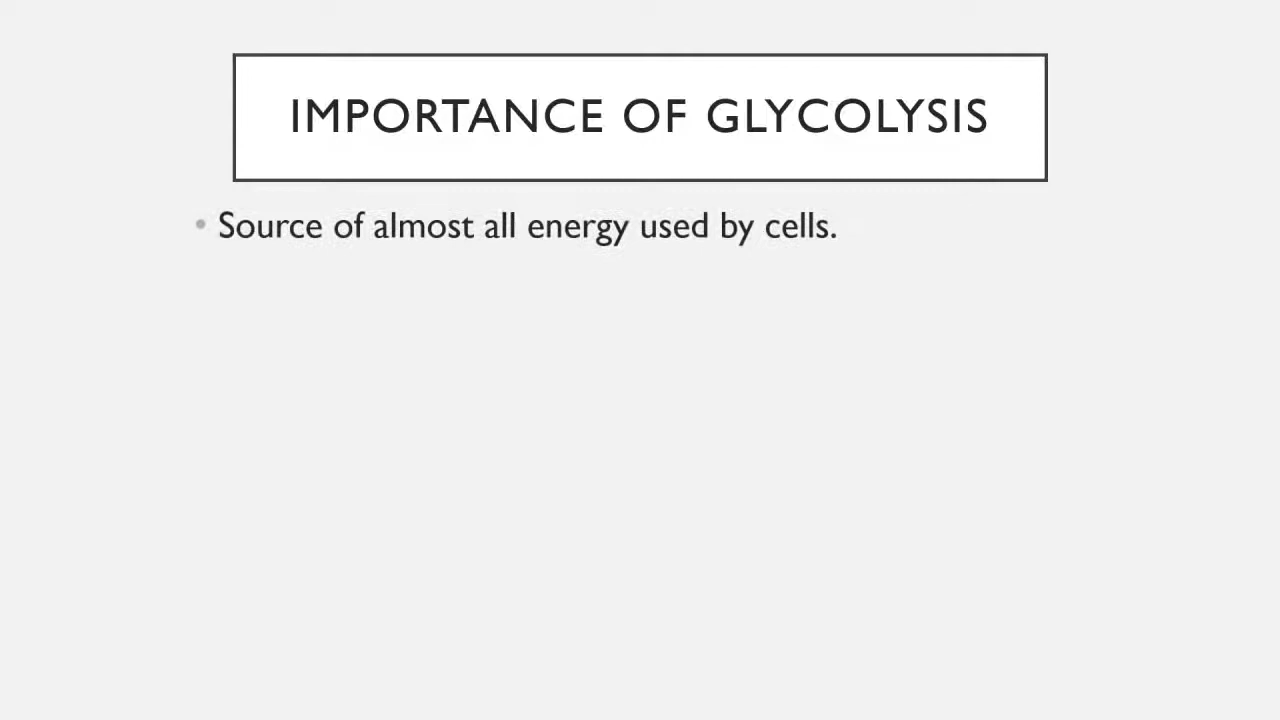 IMPORTANCE OF GLYCOLYSIS
• Source of almost all energy used by cells.